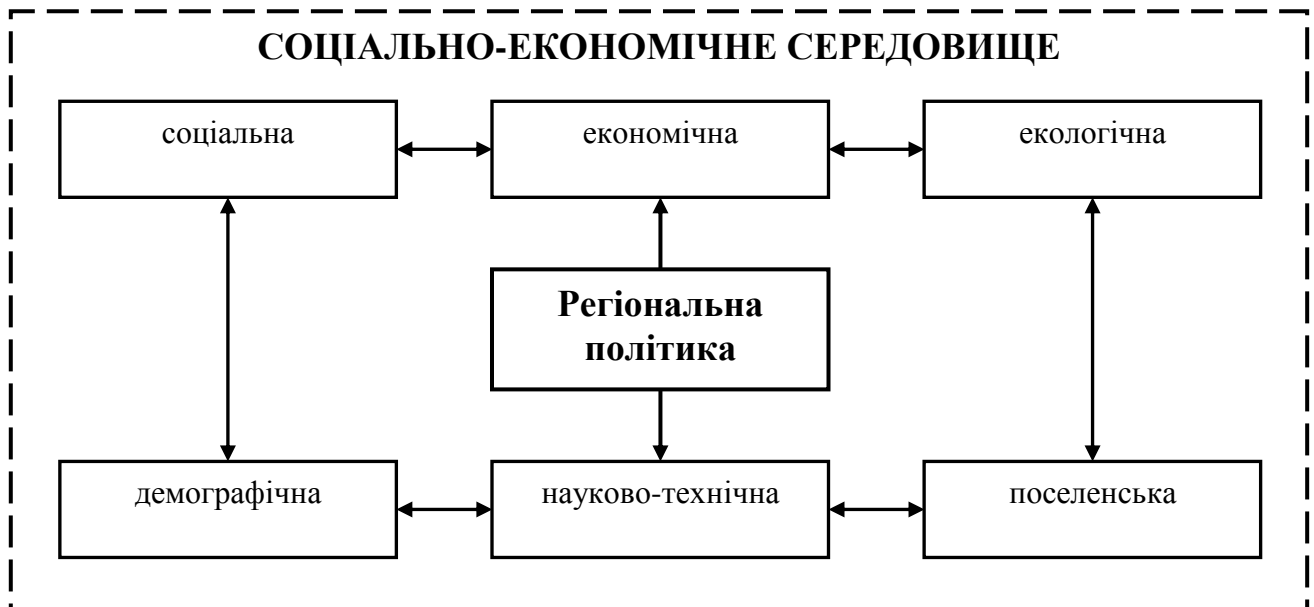 СОЦІАЛЬНО-ЕКОНОМІЧНЕ СЕРЕДОВИЩЕ
соціальна
економічна
екологічна
Регіональна
політика
демографічна
науково-технічна
поселенська